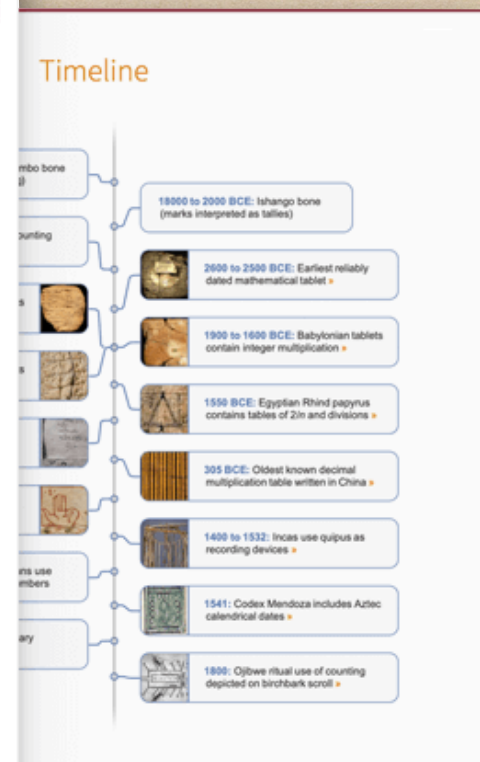 Timeline
mbo bone
g)
18000 to 2000 BCE: Ishango bone
(marks interpreted as tallies)
ounting
2600 to 2500 BCE: Earliest reliably
dated mathematical tablet »
s
1900 to 1600 BCE: Babylonian tablets
contain integer multiplication »
s
1550 BCE: Egyptian Rhind papyrus
contains tables of 2/n and divisions »
305 BCE: Oldest known decimal
multiplication table written in China »
1400 to 1532: Incas use quipus as
recording devices »
ans use
mbers
1541: Codex Mendoza includes Aztec
calendrical dates »
ary
1800: Ojibwe ritual use of counting
depicted on birchbark scroll »